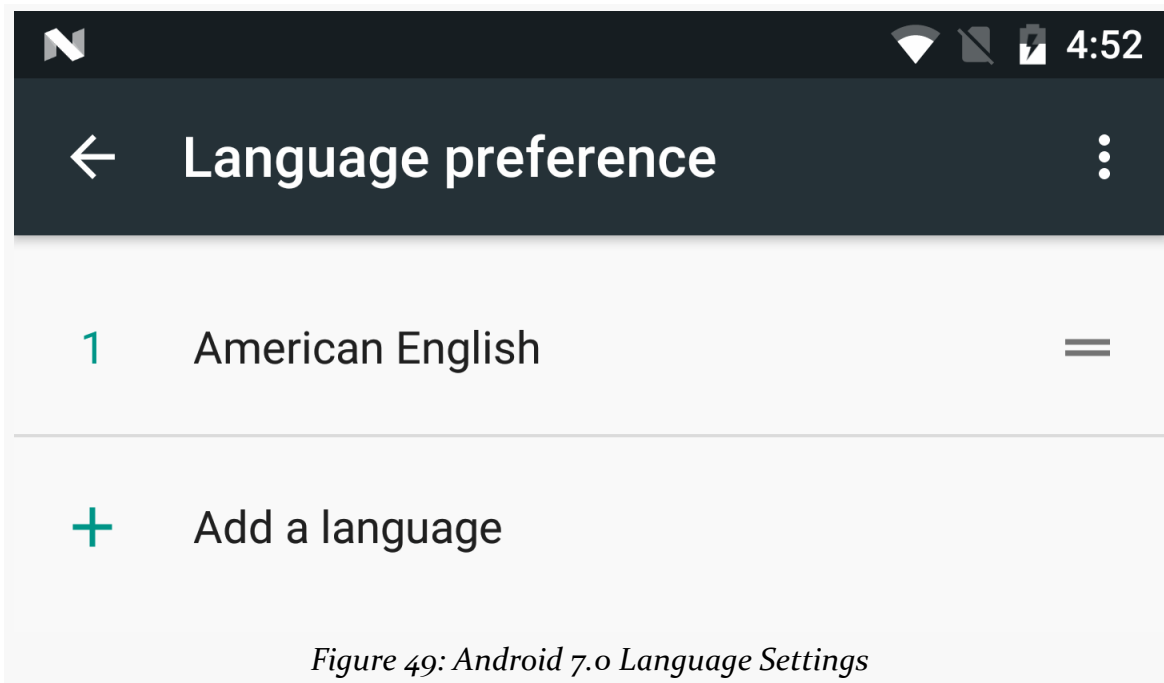 4:52
Language preference
1 American English
+ Add a language
Figure 49: Android 7.0 Language Settings